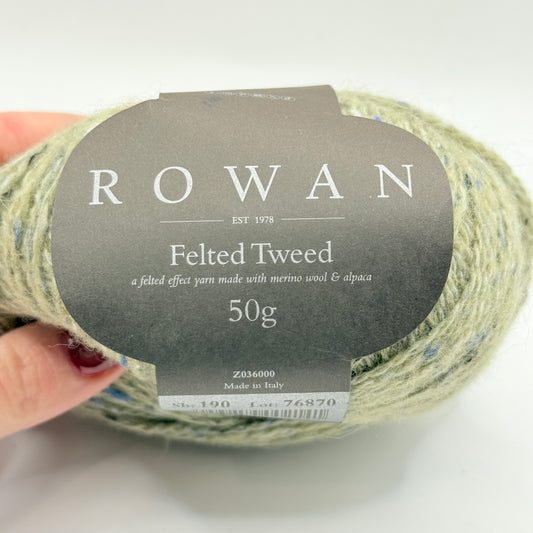 ROWAN
EST 1978
Felted Tweed
a felted effect yarn made with merino wool & alpaca
50g
Z036000
Made in Italy
Sh: 190 Lot: 76870